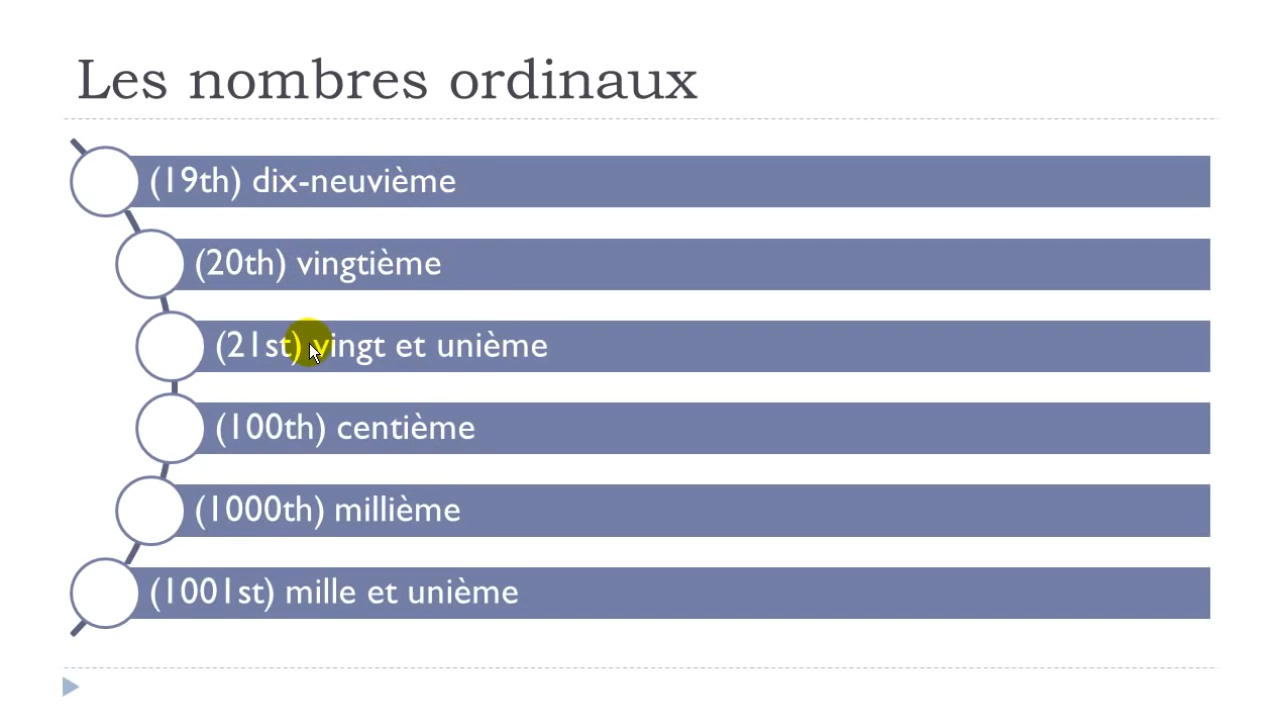 Les nombres ordinaux
(19th) dix-neuvième
(20th) vingtième
(21st) vingt et unième
(100th) centième
(1000th) millième
(1001st) mille et unième